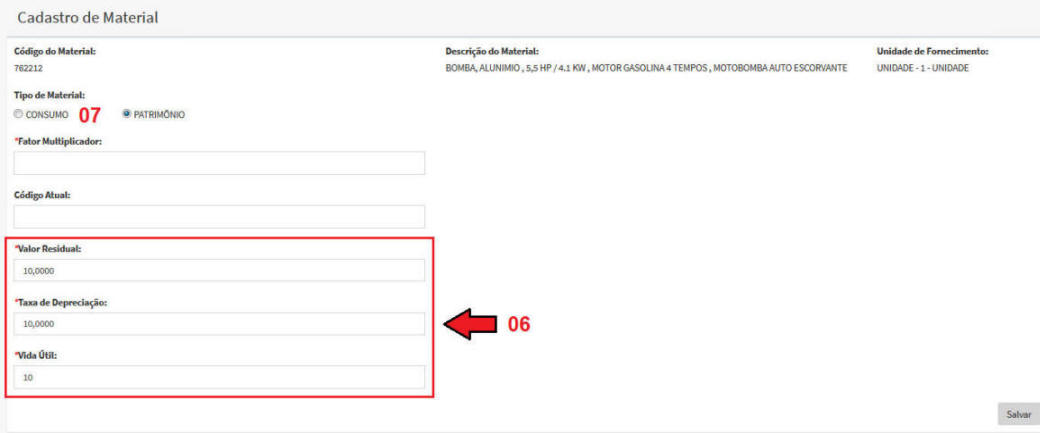 Cadastro de Material
Código do Material: Descrição do Material: Unidade de Fornecimento:
762212 BOMBA, ALUNIMIO , 5,5 HP / 4.1 KW , MOTOR GASOLINA 4 TEMPOS , MOTOBOMBA AUTO ESCORVANTE UNIDADE - 1 - UNIDADE
Tipo de Material:
CONSUMO 07 PATRIMÔNIO
*Fator Multiplicador:
Código Atual:
*Valor Residual:
10,0000
*Taxa de Depreciação:
10,0000 06
*Vida Útil:
10
Salvar